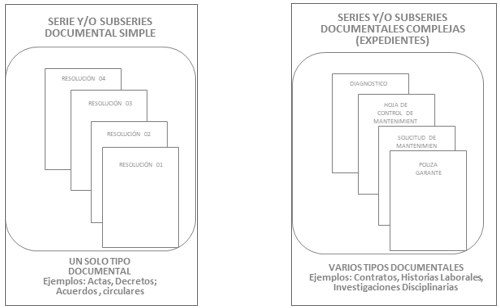 SERIE Y/O SUBSERIES
DOCUMENTAL SIMPLE
RESOLUCIÓN 04
RESOLUCIÓN 03
RESOLUCIÓN 02
RESOLUCIÓN 01
UN SOLO TIPO
DOCUMENTAL
Ejemplos: Actas, Decretos;
Acuerdos, circulares
SERIES Y/O SUBSERIES
DOCUMENTALES COMPLEJAS
(EXPEDIENTES)
DIAGNOSTICO
HOJA DE
CONTROL DE
MANTENIMIENT
SOLICITUD DE
MANTENIMIEN
POLIZA
GARANTE
VARIOS TIPOS DOCUMENTALES
Ejemplos: Contratos, Historias Laborales,
Investigaciones Disciplinarias